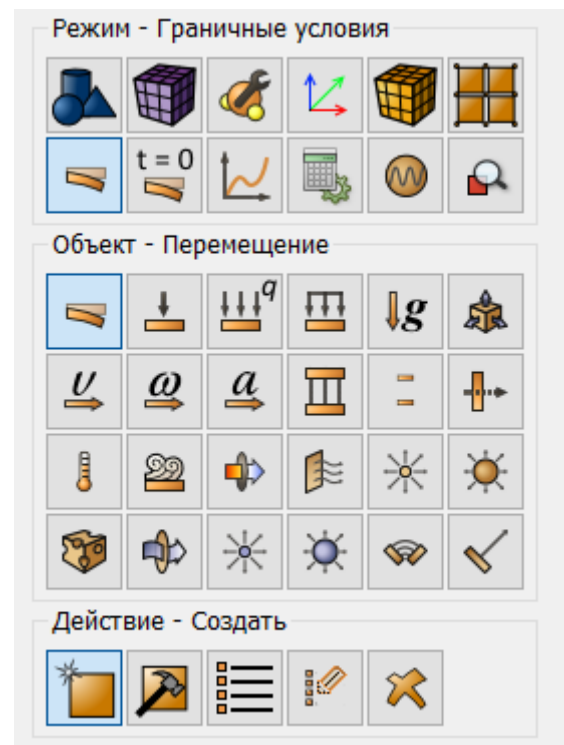 Режим - Граничные условия
t = 0
Объект - Перемещение
q
g
υ ω a
Действие - Создать